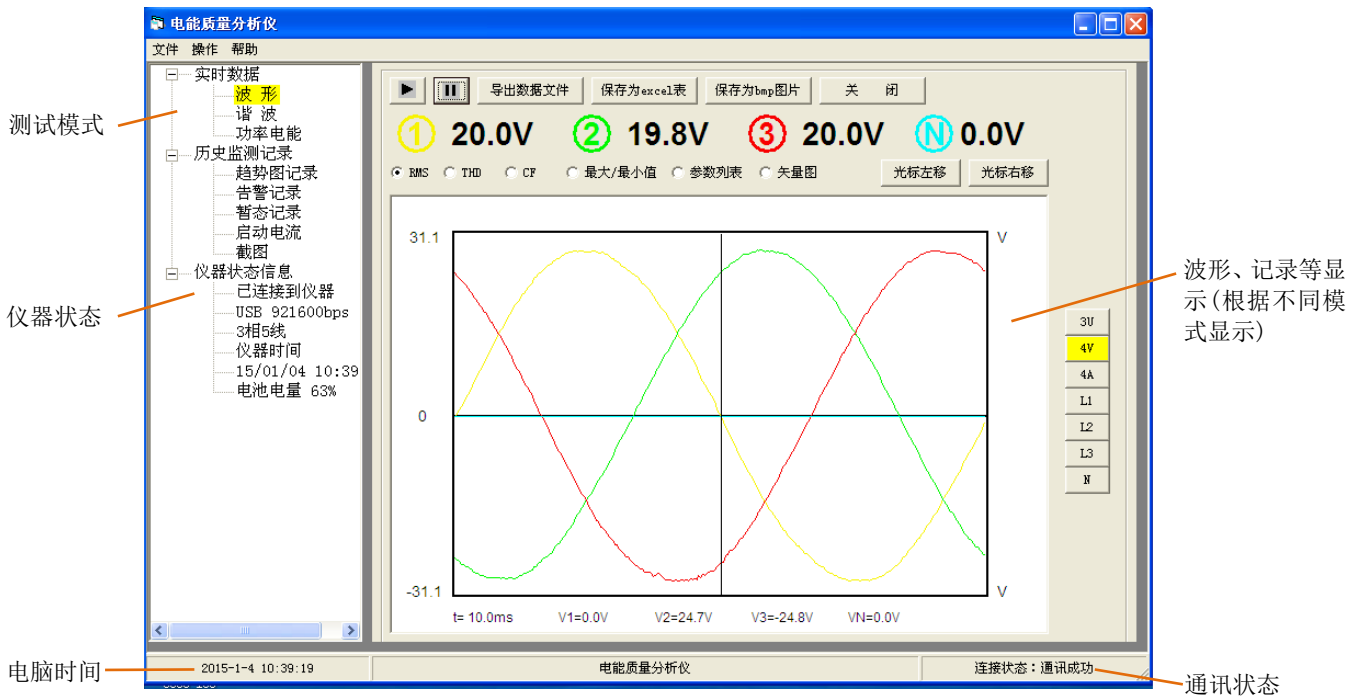 电能质量分析仪
文件 操作 帮助
测试模式
仪器状态
电脑时间
实时数据
波 形
谐 波
功率电能
历史监测记录
趋势图记录
告警记录
暂态记录
启动电流
截图
仪器状态信息
已连接到仪器
USB 921600bps
3相5线
仪器时间
15/01/04 10:39
电池电量 63%
导出数据文件 保存为excel表 保存为bmp图片 关 闭
1 20.0V 2 19.8V 3 20.0V N 0.0V
RMS THD CF 最大/最小值 参数列表 矢量图 光标左移 光标右移
31.1 V
0
-31.1 V
t= 10.0ms V1=0.0V V2=24.7V V3=-24.8V VN=0.0V
3U
4V
4A
L1
L2
L3
N
波形、记录等显
示(根据不同模
式显示)
2015-1-4 10:39:19 电能质量分析仪 连接状态：通讯成功
通讯状态